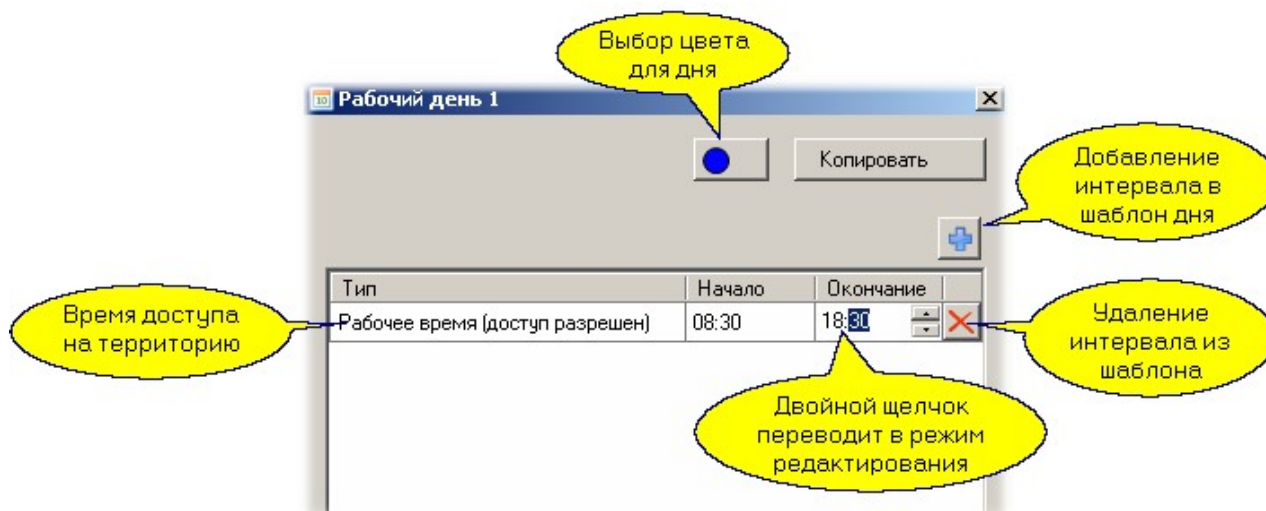 Выбор цвета
для дня
Рабочий день 1
Копировать
Добавление
интервала в
шаблон дня
Тип Начало Окончание
Время доступа
на территорию
Рабочее время (доступ разрешен) 08:30 18:30
Удаление
интервала из
шаблона
Двойной щелчок
переводит в режим
редактирования